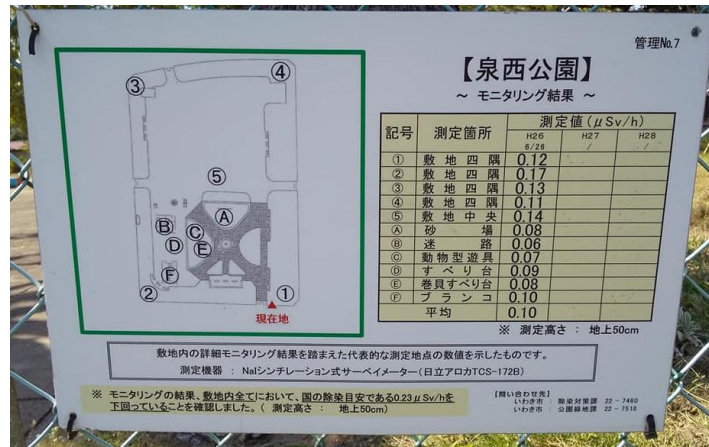 管理No.7
【泉西公園】
～ モニタリング結果 ～
③
④
⑤
Ⓐ
Ⓑ
Ⓒ
Ⓓ
Ⓔ
Ⓕ
②
①
現在地
記号 測定箇所 測定値(μSv/h)
H26 H27 H28
6/26 / /
① 敷地四隅 0.12
② 敷地四隅 0.17
③ 敷地四隅 0.13
④ 敷地四隅 0.11
⑤ 敷地中央 0.14
Ⓐ 砂場 0.08
Ⓑ 迷路 0.06
Ⓒ 動物型遊具 0.07
Ⓓ すべり台 0.09
Ⓔ 巻貝すべり台 0.08
Ⓕ ブランコ 0.10
平均 0.10
※ 測定高さ : 地上50cm
敷地内の詳細モニタリング結果を踏まえた代表的な測定地点の数値を示したものです。
測定機器 : NaIシンチレーション式サーベイメーター(日立アロカTCS-172B)
※ モニタリングの結果、敷地内全てにおいて、国の除染目安である0.23μSv/hを
下回っていることを確認しました。( 測定高さ : 地上50cm)
【問い合わせ先】
いわき市 : 除染対策課 22-7460
いわき市 : 公園緑地課 22-7518